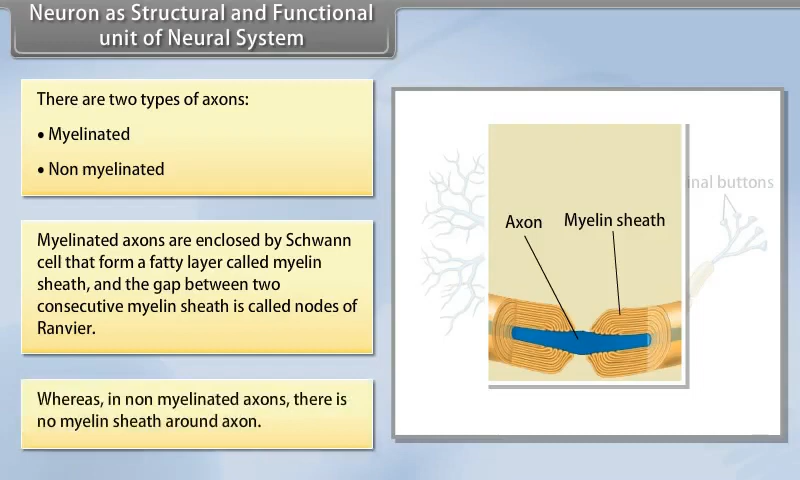 Neuron as Structural and Functional
unit of Neural System
There are two types of axons:
• Myelinated
• Non myelinated
Myelinated axons are enclosed by Schwann
cell that form a fatty layer called myelin
sheath, and the gap between two
consecutive myelin sheath is called nodes of
Ranvier.
Whereas, in non myelinated axons, there is
no myelin sheath around axon.
inal buttons
Axon
Myelin sheath